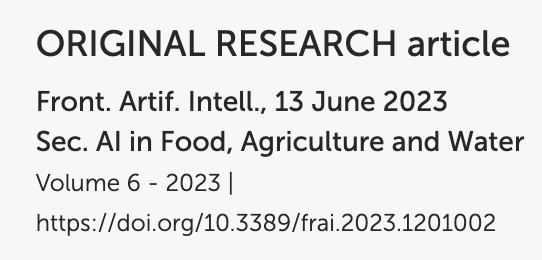 ORIGINAL RESEARCH article
Front. Artif. Intell., 13 June 2023
Sec. AI in Food, Agriculture and Water
Volume 6 - 2023 |
https://doi.org/10.3389/frai.2023.1201002